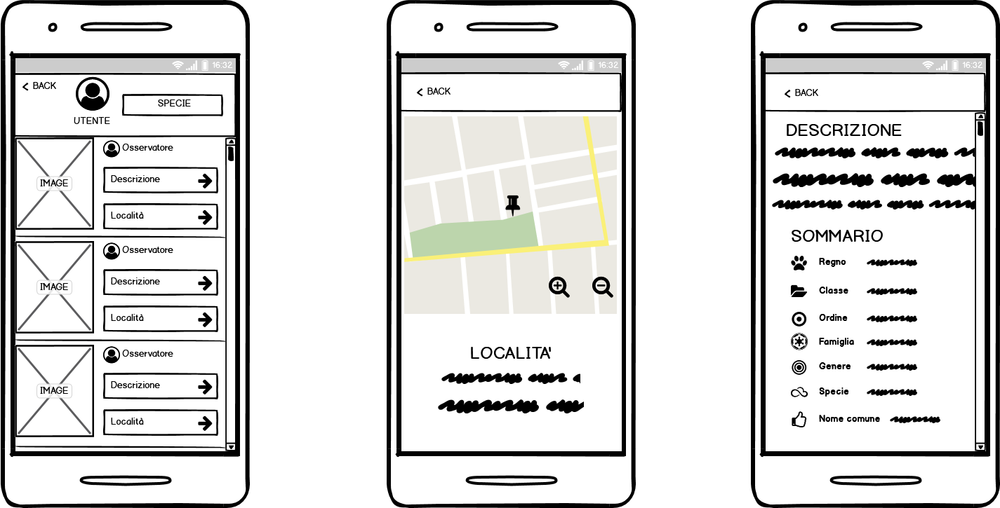 16:32
BACK
UTENTE
SPECIE
IMAGE
Osservatore
Descrizione
Località
IMAGE
Osservatore
Descrizione
Località
IMAGE
Osservatore
Descrizione
Località
16:32
BACK
LOCALITA'
16:32
BACK
DESCRIZIONE
SOMMARIO
Regno
Classe
Ordine
Famiglia
Genere
Specie
Nome comune